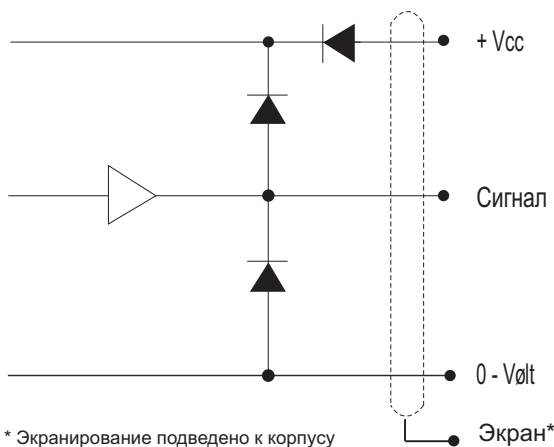 + Vcc
Сигнал
0 - Vølt
Экран*
* Экранирование подведено к корпусу